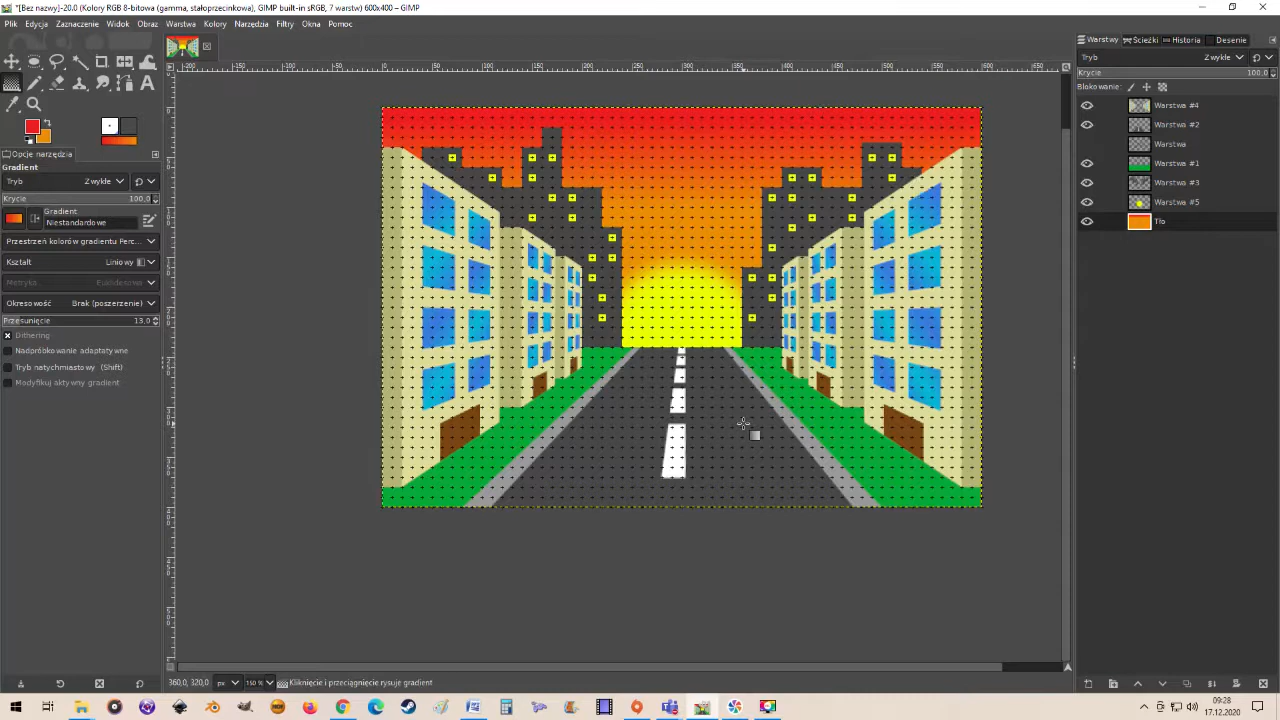 *[Bez nazwy]-20.0 (Kolory RGB 8-bitowa (gamma, stałoprzecinkowa), GIMP built-in sRGB, 7 warstw) 600x400 – GIMP
Plik Edycja Zaznaczenie Widok Obraz Warstwa Kolory Narzędzia Filtry Okna Pomoc
Warstwy Ścieżki Historia Desenie
Tryb Zwykłe
Krycie 100,0
Blokowanie:
Warstwa #4
Warstwa #2
Warstwa
Warstwa #1
Warstwa #3
Warstwa #5
Tło
Opcje narzędzia
Gradient
Tryb Zwykłe
Krycie 100,0
Gradient
Niestandardowe
Przestrzeń kolorów gradientu Perc...
Kształt Liniowy
Metryka Euklidesowe
Okresowość Brak (poszerzenie)
Przesunięcie 13,0
Dithering
Nadpróbkowanie adaptatywne
Tryb natychmiastowy (Shift)
Modyfikuj aktywny gradient
360,0, 320,0 px 150 % Kliknięcie i przeciągnięcie rysuje gradient
09:28
17.12.2020